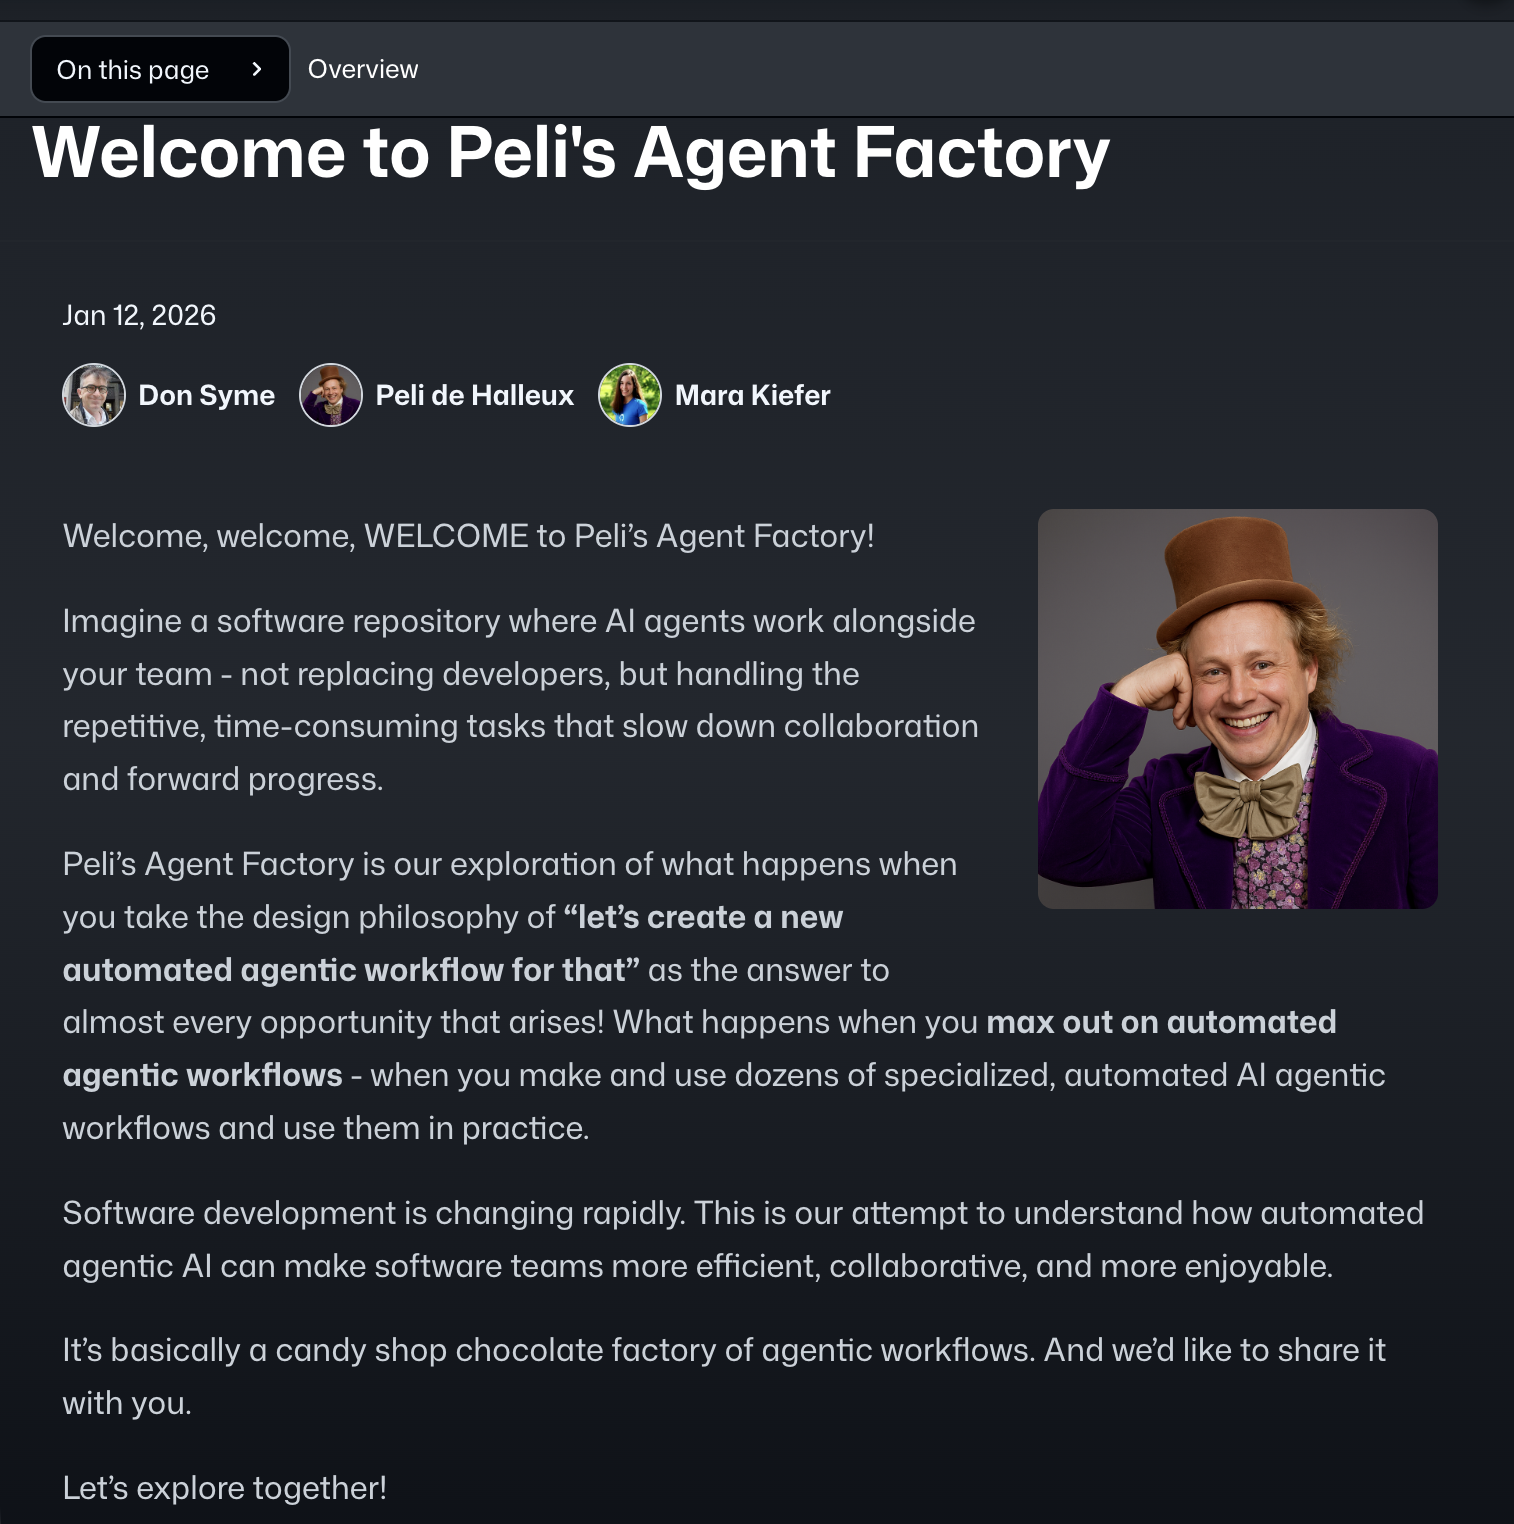 On this page
Overview
Welcome to Peli's Agent Factory
Jan 12, 2026
Don Syme
Peli de Halleux
Mara Kiefer
Welcome, welcome, WELCOME to Peli’s Agent Factory!
Imagine a software repository where AI agents work alongside
your team - not replacing developers, but handling the
repetitive, time-consuming tasks that slow down collaboration
and forward progress.
Peli’s Agent Factory is our exploration of what happens when
you take the design philosophy of “let’s create a new
automated agentic workflow for that” as the answer to
almost every opportunity that arises! What happens when you max out on automated
agentic workflows - when you make and use dozens of specialized, automated AI agentic
workflows and use them in practice.
Software development is changing rapidly. This is our attempt to understand how automated
agentic AI can make software teams more efficient, collaborative, and more enjoyable.
It’s basically a candy shop chocolate factory of agentic workflows. And we’d like to share it
with you.
Let’s explore together!